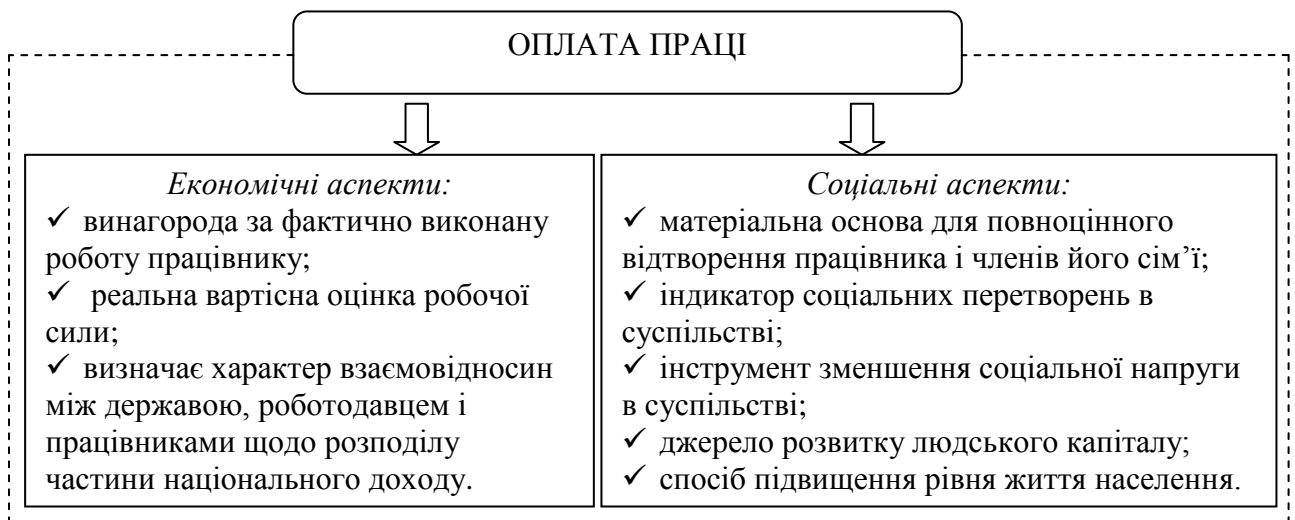 ОПЛАТА ПРАЦІ
Економічні аспекти:
✓ винагорода за фактично виконану
роботу працівнику;
✓ реальна вартісна оцінка робочої
сили;
✓ визначає характер взаємовідносин
між державою, роботодавцем і
працівниками щодо розподілу
частини національного доходу.
Соціальні аспекти:
✓ матеріальна основа для повноцінного
відтворення працівника і членів його сім’ї;
✓ індикатор соціальних перетворень в
суспільстві;
✓ інструмент зменшення соціальної напруги
в суспільстві;
✓ джерело розвитку людського капіталу;
✓ спосіб підвищення рівня життя населення.